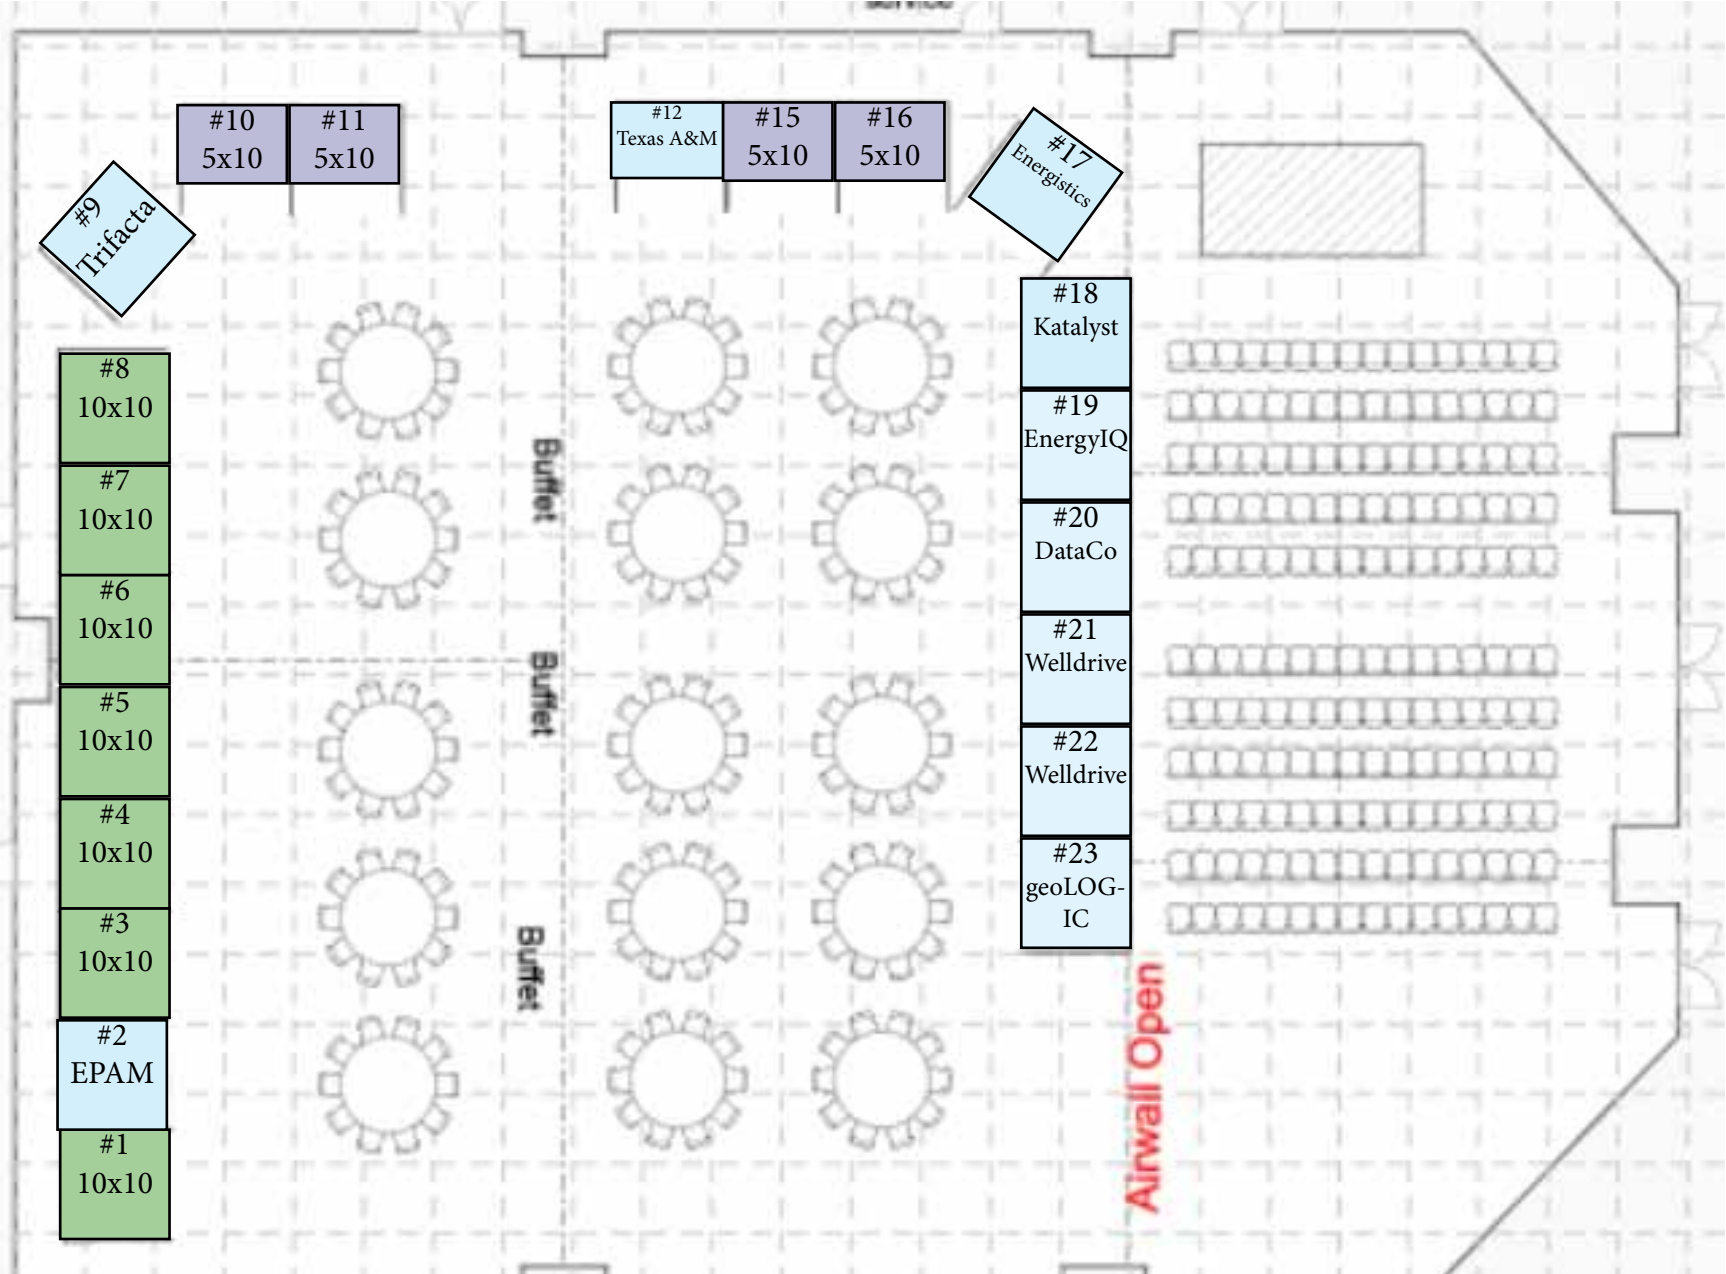 service
#10
5x10
#11
5x10
#12
Texas A&M
#15
5x10
#16
5x10
#17
Energistics
#9
Trifacta
#18
Katalyst
#8
10x10
#19
EnergyIQ
#7
10x10
Buffet
#20
DataCo
#6
10x10
#21
Welldrive
Buffet
#5
10x10
#22
Welldrive
#4
10x10
#23
geoLOG-
IC
#3
10x10
Buffet
Airwall Open
#2
EPAM
#1
10x10